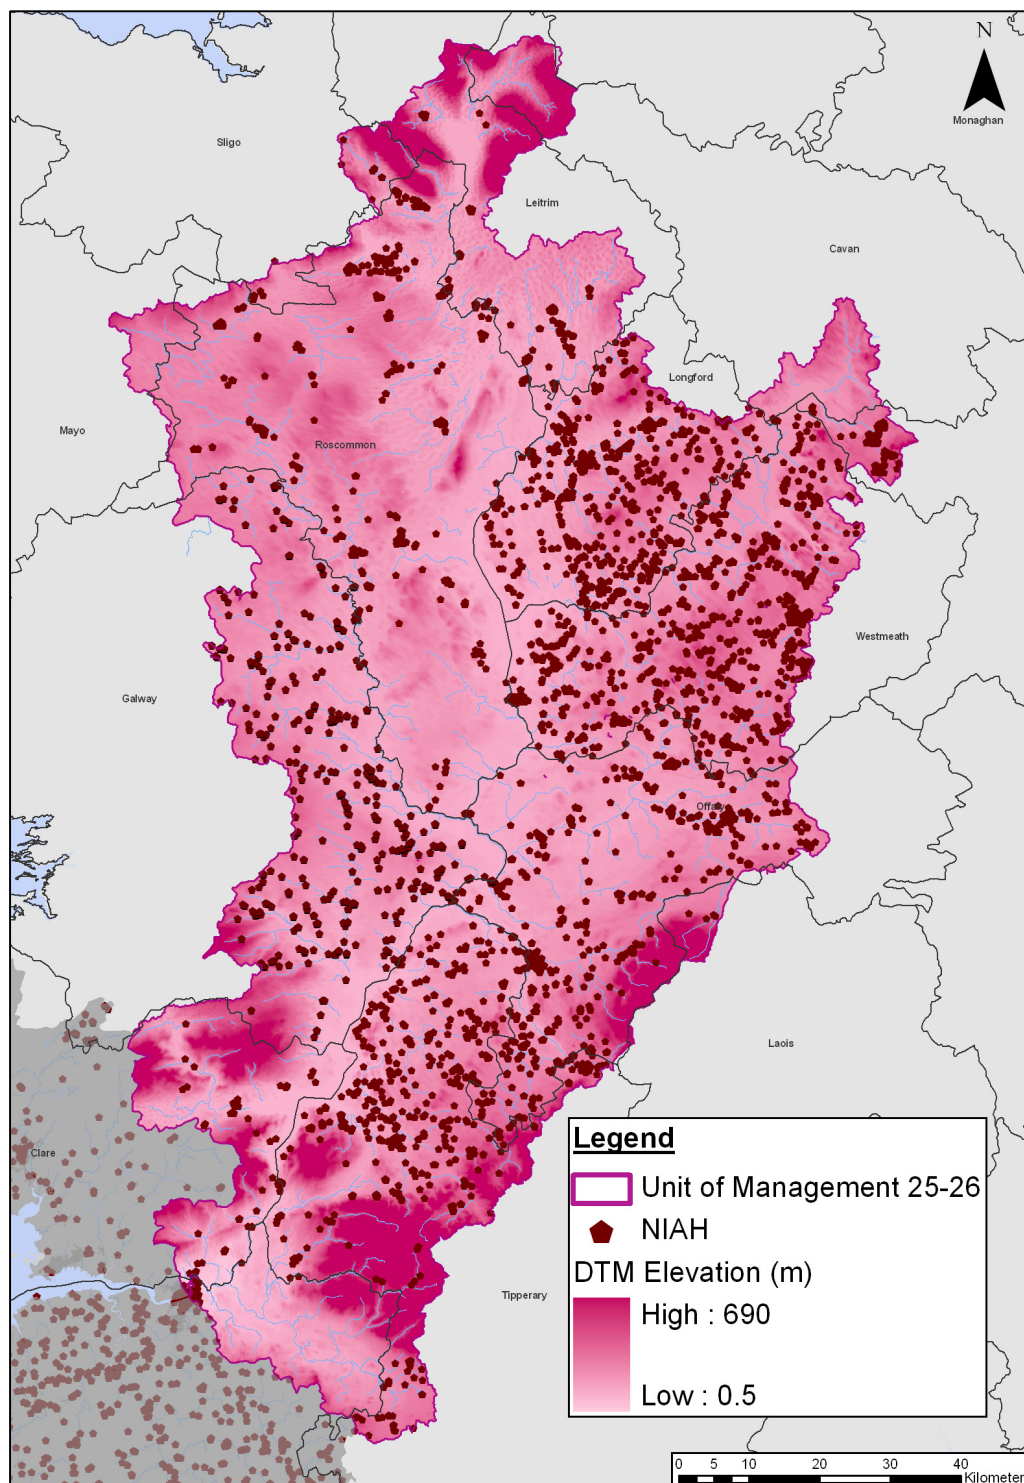 N
Monaghan
Sligo
Leitrim
Cavan
Longford
Mayo
Roscommon
Westmeath
Galway
Offaly
Laois
Clare
Tipperary
Legend
Unit of Management 25-26
NIAH
DTM Elevation (m)
High : 690
Low : 0.5
0 5 10 20 30 40
Kilometers